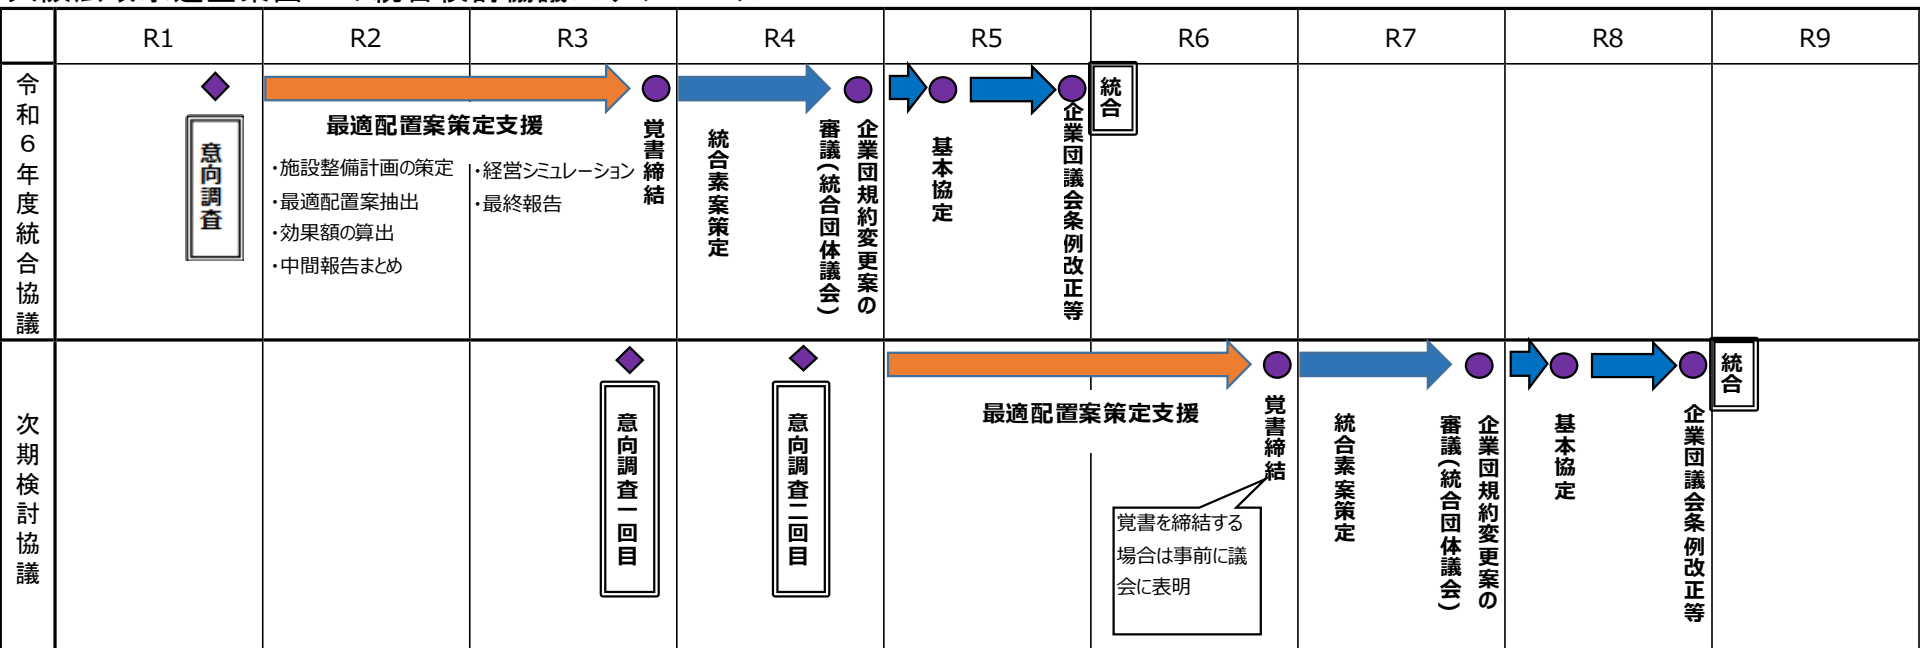 R1
R2
R3
R4
R5
R6
R7
R8
R9
令和6年度統合協議
意向調査
最適配置案策定支援
・施設整備計画の策定
・最適配置案抽出
・効果額の算出
・中間報告まとめ
・経営シミュレーション
・最終報告
覚書締結
統合素案策定
企業団規約変更案の
審議(統合団体議会)
基本協定
企業団議会条例改正等
統合
次期検討協議
意向調査一回目
意向調査二回目
最適配置案策定支援
覚書締結
覚書を締結する
場合は事前に議
会に表明
統合素案策定
企業団規約変更案の
審議(統合団体議会)
基本協定
企業団議会条例改正等
統合